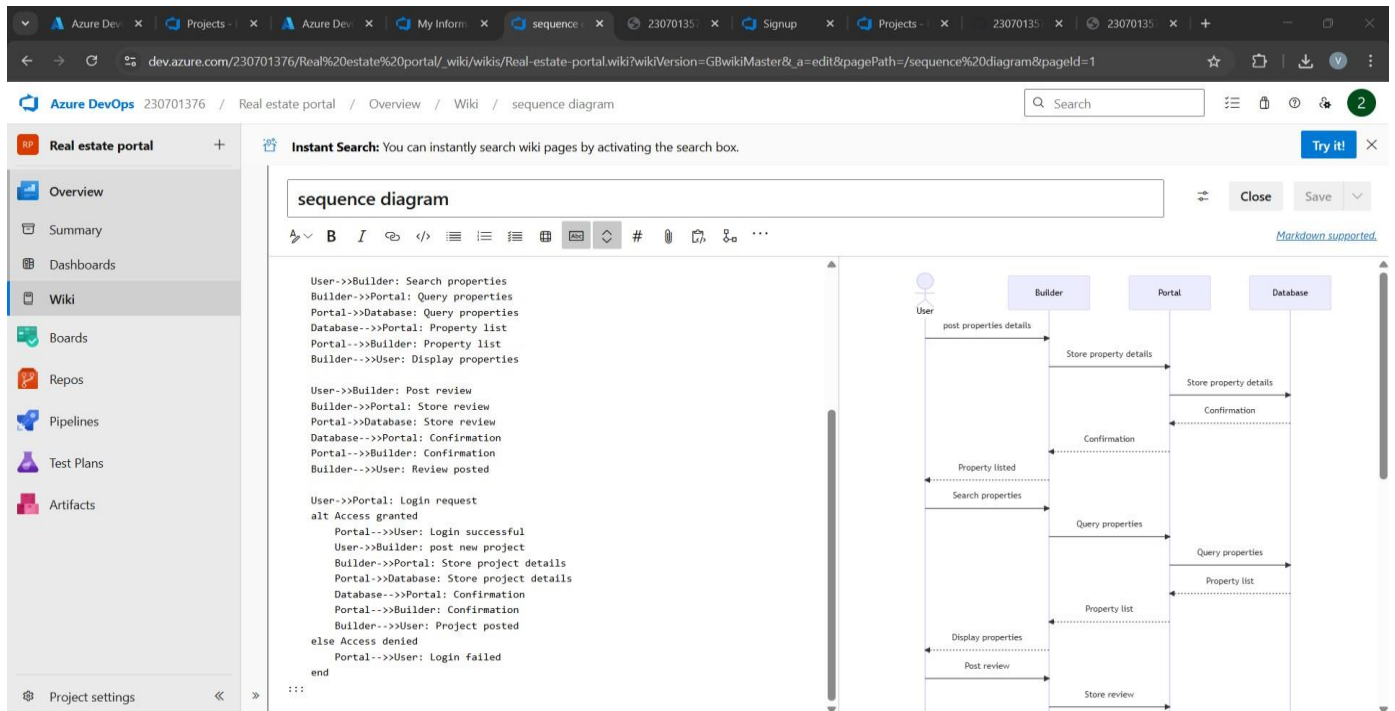 Azure Dev
Projects -
Azure Dev
My Inform
sequence
23070135
Signup
Projects -
23070135
23070135
dev.azure.com/230701376/Real%20estate%20portal/_wiki/wikis/Real-estate-portal.wiki?wikiVersion=GBwikiMaster&_a=edit&pagePath=/sequence%20diagram&pageId=1
V
Azure DevOps 230701376 / Real estate portal / Overview / Wiki / sequence diagram
Search
2
RP Real estate portal +
Instant Search: You can instantly search wiki pages by activating the search box.
Try it!
Overview
Summary
Dashboards
Wiki
Boards
Repos
Pipelines
Test Plans
Artifacts
Project settings
sequence diagram
Close
Save
B I </> Abc #
Markdown supported.
User->>Builder: Search properties
Builder->>Portal: Query properties
Portal->>Database: Query properties
Database-->>Portal: Property list
Portal-->>Builder: Property list
Builder-->>User: Display properties
User->>Builder: Post review
Builder->>Portal: Store review
Portal->>Database: Store review
Database-->>Portal: Confirmation
Portal-->>Builder: Confirmation
Builder-->>User: Review posted
User->>Portal: Login request
alt Access granted
Portal-->>User: Login successful
User->>Builder: post new project
Builder->>Portal: Store project details
Portal->>Database: Store project details
Database-->>Portal: Confirmation
Portal-->>Builder: Confirmation
Builder-->>User: Project posted
else Access denied
Portal-->>User: Login failed
end
:::
User
Builder
Portal
Database
post properties details
Store property details
Store property details
Confirmation
Confirmation
Property listed
Search properties
Query properties
Query properties
Property list
Property list
Display properties
Post review
Store review